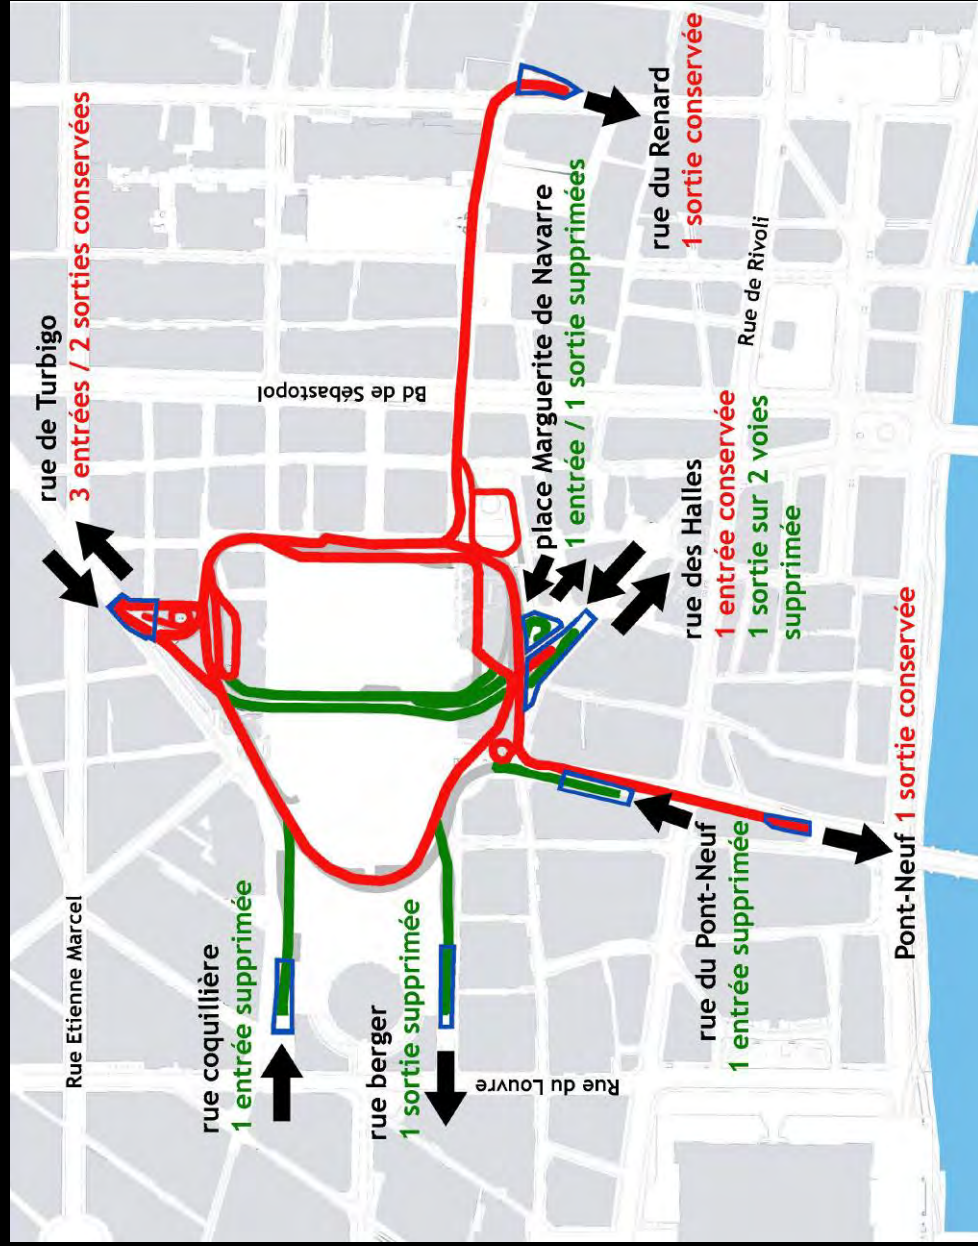 rue de Turbigo
3 entrées / 2 sorties conservées
Rue Etienne Marcel
rue coquillière
1 entrée supprimée
Bd de Sébastopol
rue berger
1 sortie supprimée
Rue du Louvre
place Marguerite de Navarre
1 entrée / 1 sortie supprimées
rue du Renard
1 sortie conservée
rue des Halles
1 entrée conservée
1 sortie sur 2 voies
supprimée
Rue de Rivoli
rue du Pont-Neuf
1 entrée supprimée
Pont-Neuf 1 sortie conservée